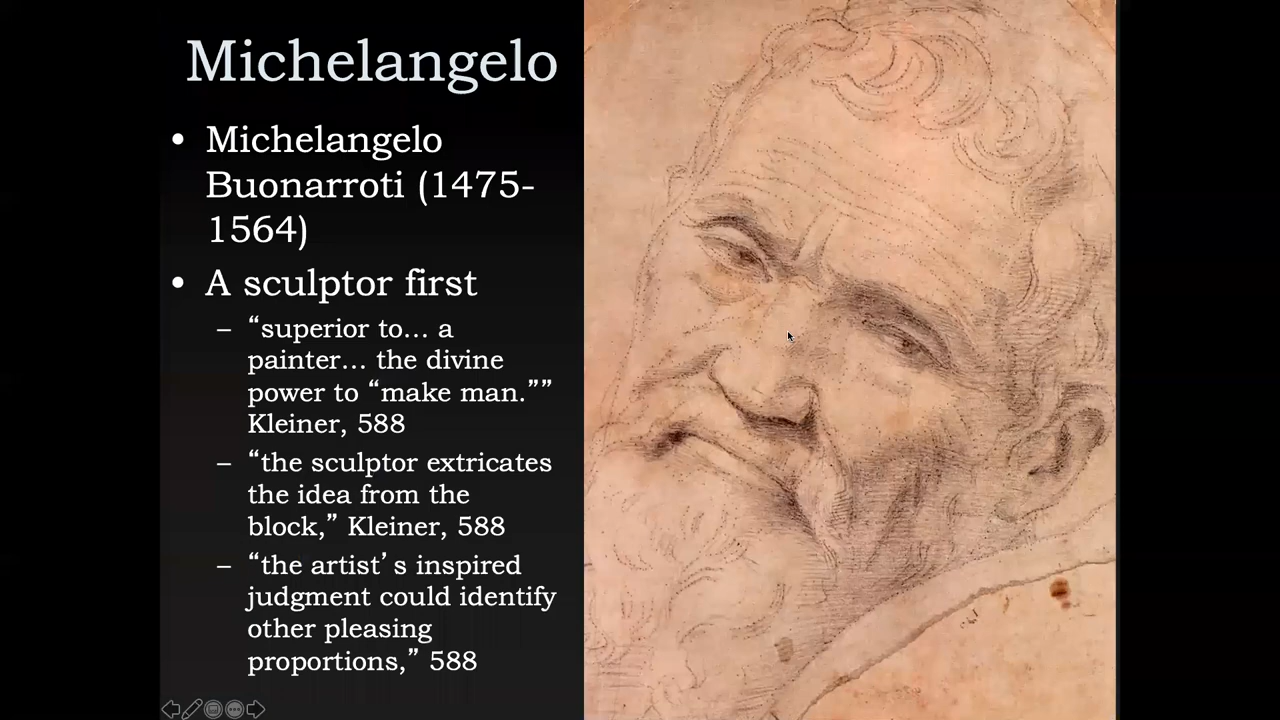 Michelangelo
• Michelangelo
Buonarroti (1475-
1564)
• A sculptor first
– “superior to… a
painter… the divine
power to “make man.””
Kleiner, 588
– “the sculptor extricates
the idea from the
block,” Kleiner, 588
– “the artist’s inspired
judgment could identify
other pleasing
proportions,” 588